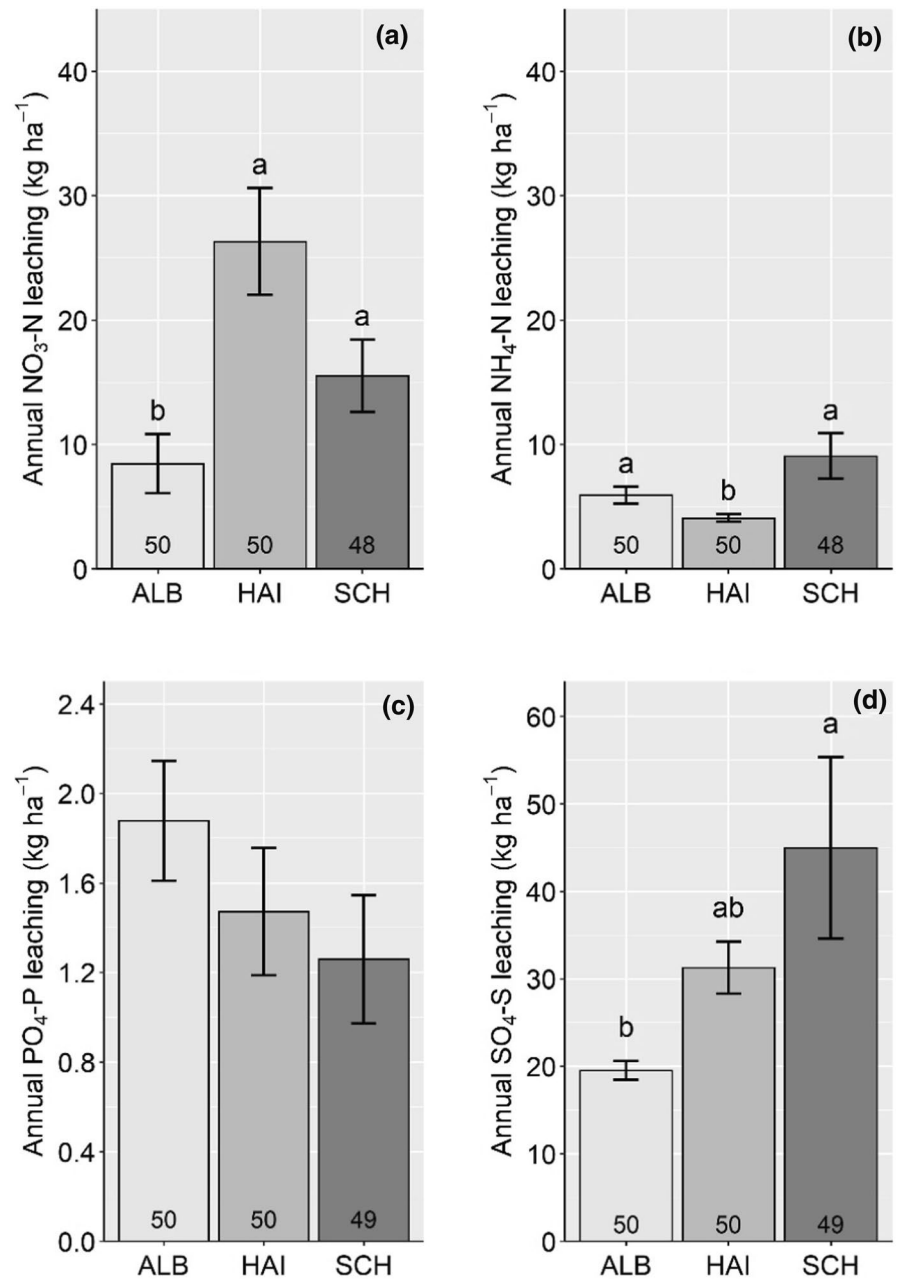 (a)
Annual NO₃-N leaching (kg ha⁻¹)
40
30
20
10
0
a
a
b
50
50
48
ALB
HAI
SCH
(b)
Annual NH₄-N leaching (kg ha⁻¹)
40
30
20
10
0
a
b
a
50
50
48
ALB
HAI
SCH
(c)
Annual PO₄-P leaching (kg ha⁻¹)
2.4
2.0
1.6
1.2
0.8
0.4
0.0
50
50
49
ALB
HAI
SCH
(d)
Annual SO₄-S leaching (kg ha⁻¹)
60
50
40
30
20
10
0
a
ab
b
50
50
49
ALB
HAI
SCH